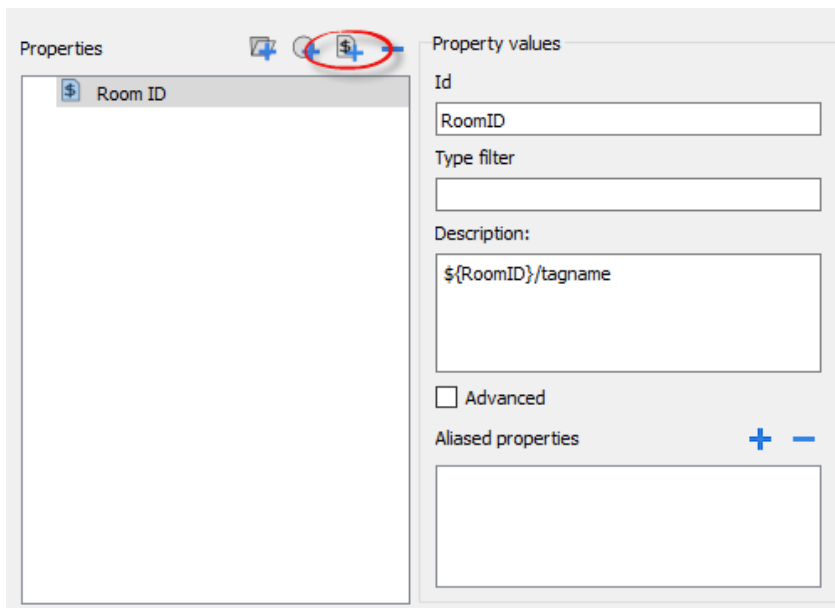 Properties
Room ID
Property values
Id
RoomID
Type filter
Description:
${RoomID}/tagname
Advanced
Aliased properties